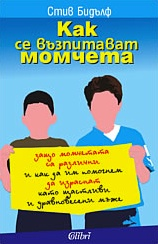 Стив Бидълф
Как
се възпитават
момчета
защо момчетата
са различни
и как да им помогнем
да израснат
като щастливи
и уравновесени мъже
Colibri